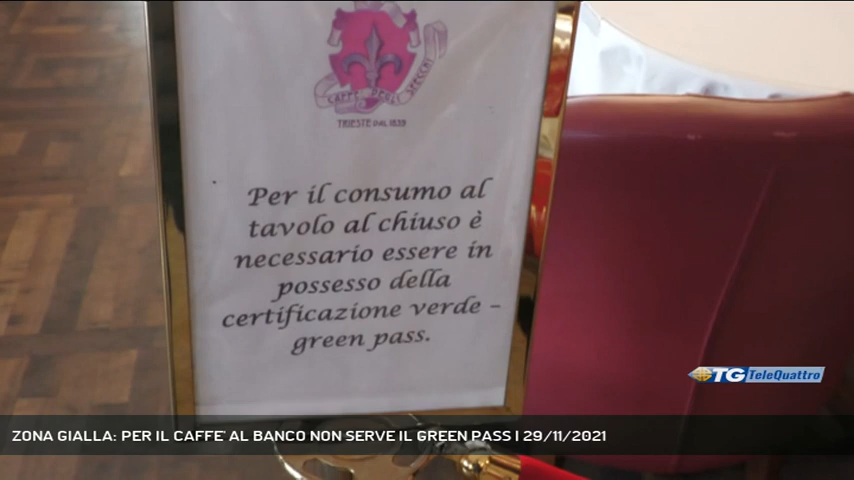 CAFFÈ DEGLI SPECCHI
TRIESTE DAL 1839
Per il consumo al
tavolo al chiuso è
necessario essere in
possesso della
certificazione verde –
green pass.
TG TeleQuattro
ZONA GIALLA: PER IL CAFFE' AL BANCO NON SERVE IL GREEN PASS | 29/11/2021